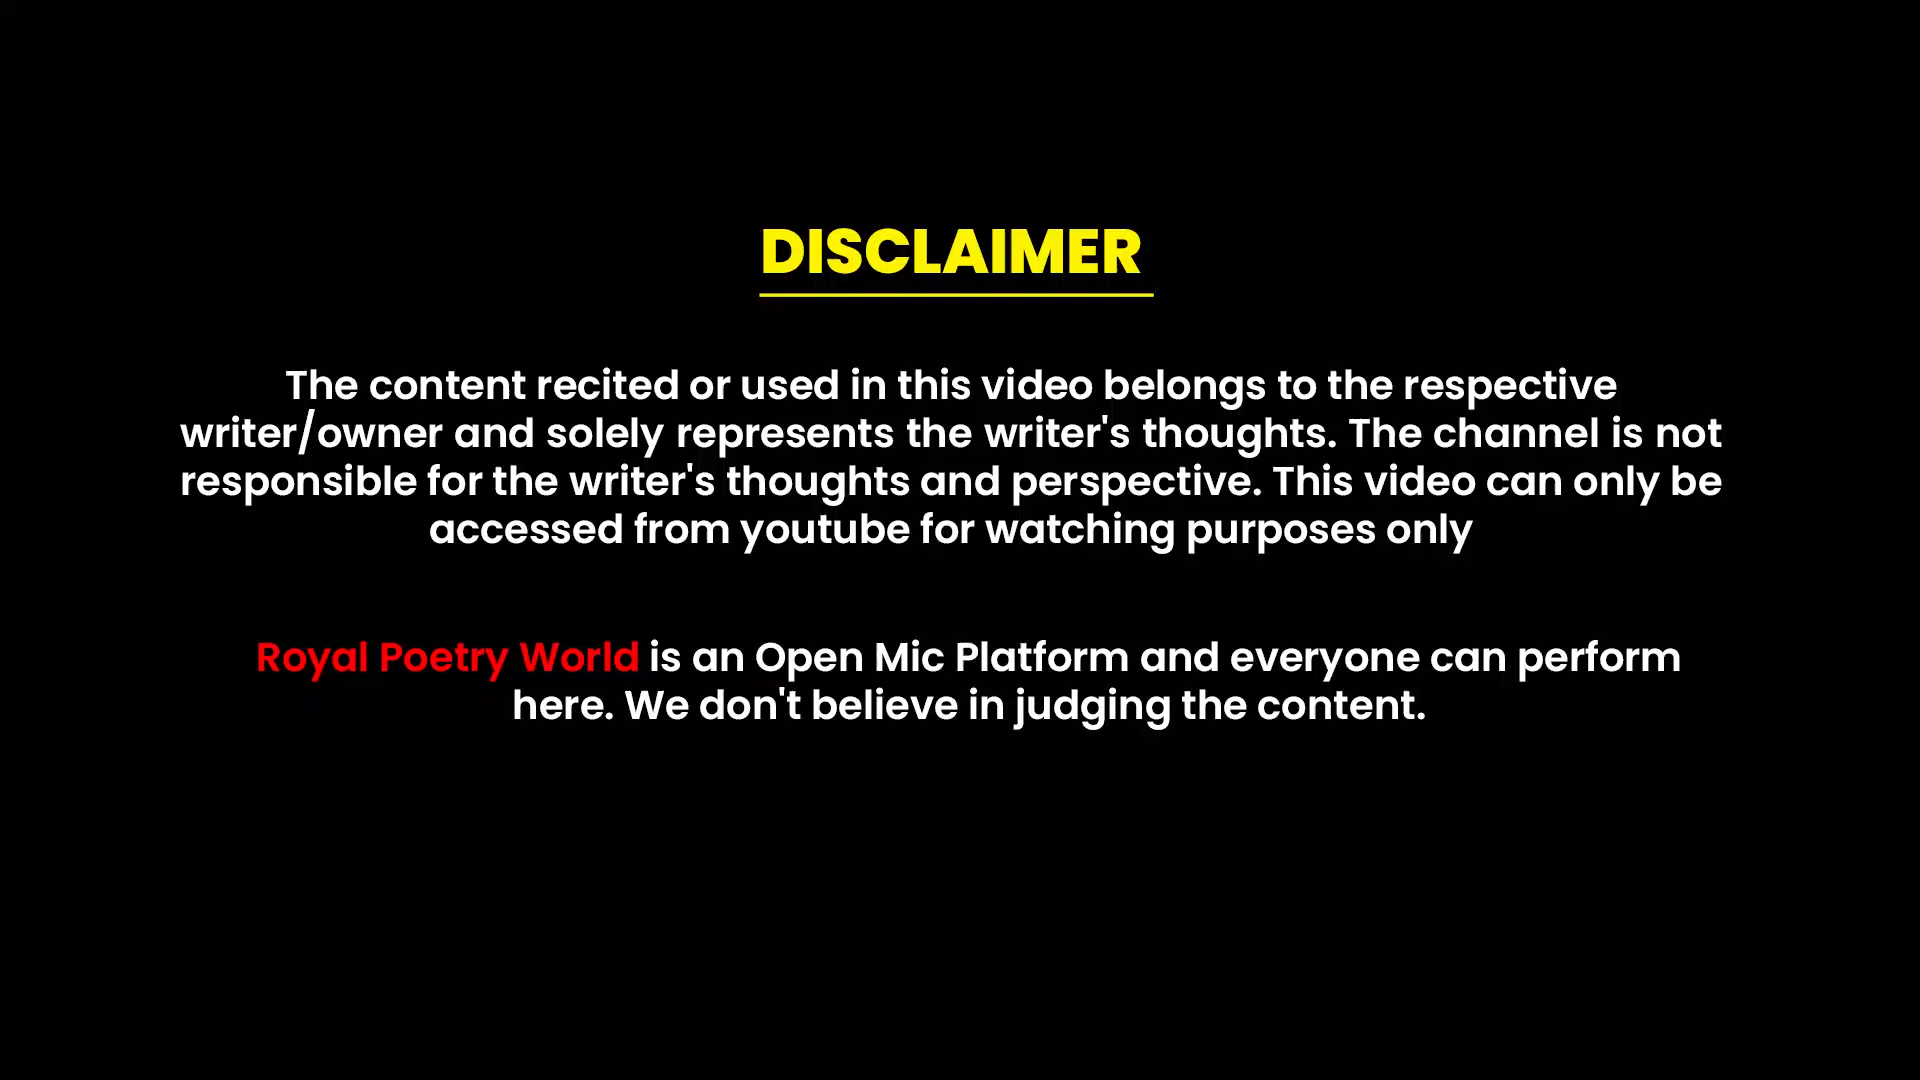 DISCLAIMER
The content recited or used in this video belongs to the respective
writer/owner and solely represents the writer's thoughts. The channel is not
responsible for the writer's thoughts and perspective. This video can only be
accessed from youtube for watching purposes only
Royal Poetry World is an Open Mic Platform and everyone can perform
here. We don't believe in judging the content.